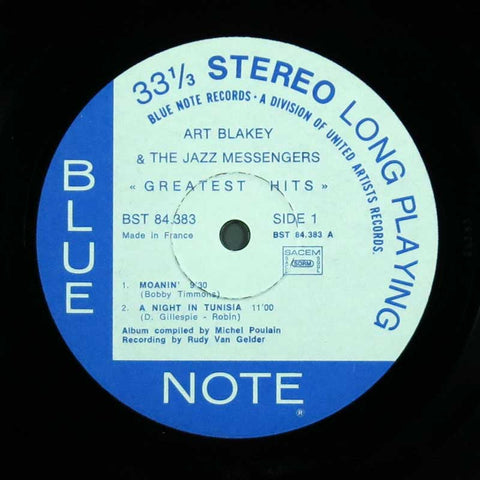 33⅓ STEREO LONG PLAYING
BLUE NOTE RECORDS • A DIVISION OF UNITED ARTISTS RECORDS.
ART BLAKEY
& THE JAZZ MESSENGERS
« GREATEST HITS »
BST 84.383 SIDE 1
Made in France BST 84.383 A
SACEM
SDRM
1. MOANIN' 9'30
(Bobby Timmons)
2. A NIGHT IN TUNISIA 11'00
(D. Gillespie - Robin)
Album compiled by Michel Poulain
Recording by Rudy Van Gelder
BLUE
NOTE
®